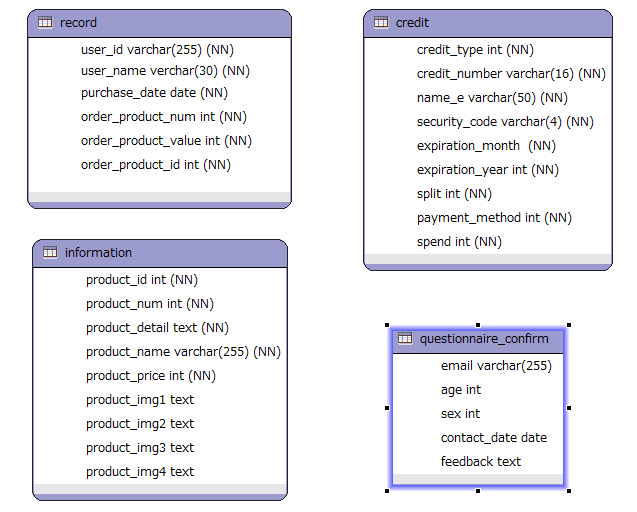 record
user_id varchar(255) (NN)
user_name verchar(30) (NN)
purchase_date date (NN)
order_product_num int (NN)
order_product_value int (NN)
order_product_id int (NN)
credit
credit_type int (NN)
credit_number varchar(16) (NN)
name_e varchar(50) (NN)
security_code varchar(4) (NN)
expiration_month  (NN)
expiration_year int (NN)
split int (NN)
payment_method int (NN)
spend int (NN)
information
product_id int (NN)
product_num int (NN)
product_detail text (NN)
product_name varchar(255) (NN)
product_price int (NN)
product_img1 text
product_img2 text
product_img3 text
product_img4 text
questionnaire_confirm
email varchar(255)
age int
sex int
contact_date date
feedback text